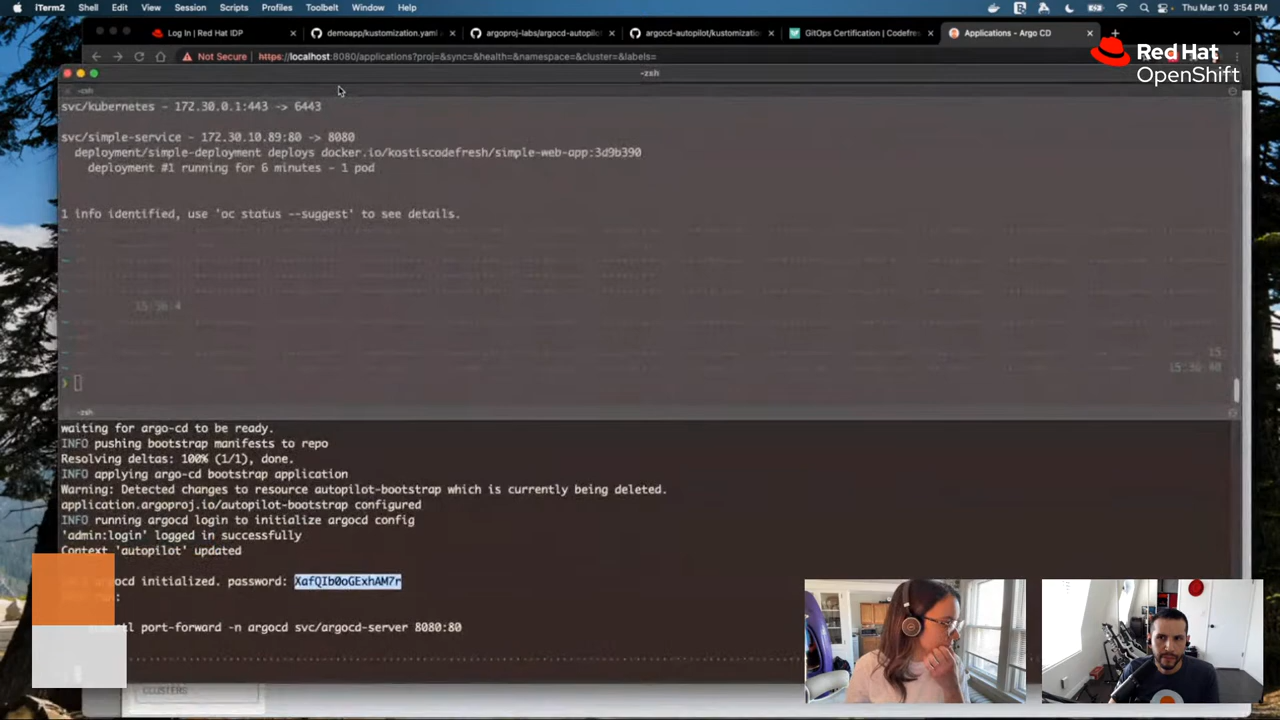 iTerm2 Shell Edit View Session Scripts Profiles Toolbelt Window Help Thu Mar 10 3:54 PM
Log In | Red Hat IDP demoapp/kustomization.yaml argoproj-labs/argocd-autopilot argocd-autopilot/kustomization GitOps Certification | Codefres Applications - Argo CD
Not Secure https://localhost:8080/applications?proj=&sync=&health=&namespace=&cluster=&labels=
Red Hat
OpenShift
-zsh
-zsh
svc/kubernetes - 172.30.0.1:443 -> 6443
svc/simple-service - 172.30.10.89:80 -> 8080
deployment/simple-deployment deploys docker.io/kostiscodefresh/simple-web-app:3d9b390
deployment #1 running for 6 minutes - 1 pod
1 info identified, use 'oc status --suggest' to see details.
-zsh
waiting for argo-cd to be ready.
INFO pushing bootstrap manifests to repo
Resolving deltas: 100% (1/1), done.
INFO applying argo-cd bootstrap application
Warning: Detected changes to resource autopilot-bootstrap which is currently being deleted.
application.argoproj.io/autopilot-bootstrap configured
INFO running argocd login to initialize argocd config
'admin:login' logged in successfully
Context 'autopilot' updated
argocd initialized. password: XafQIb0oGExhAM7r
port-forward -n argocd svc/argocd-server 8080:80
CLUSTERS